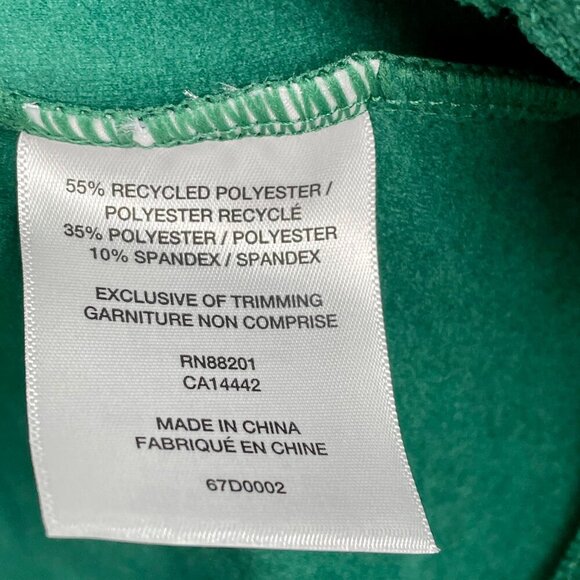 55% RECYCLED POLYESTER /
POLYESTER RECYCLÉ
35% POLYESTER / POLYESTER
10% SPANDEX / SPANDEX
EXCLUSIVE OF TRIMMING
GARNITURE NON COMPRISE
RN88201
CA14442
MADE IN CHINA
FABRIQUÉ EN CHINE
67D0002